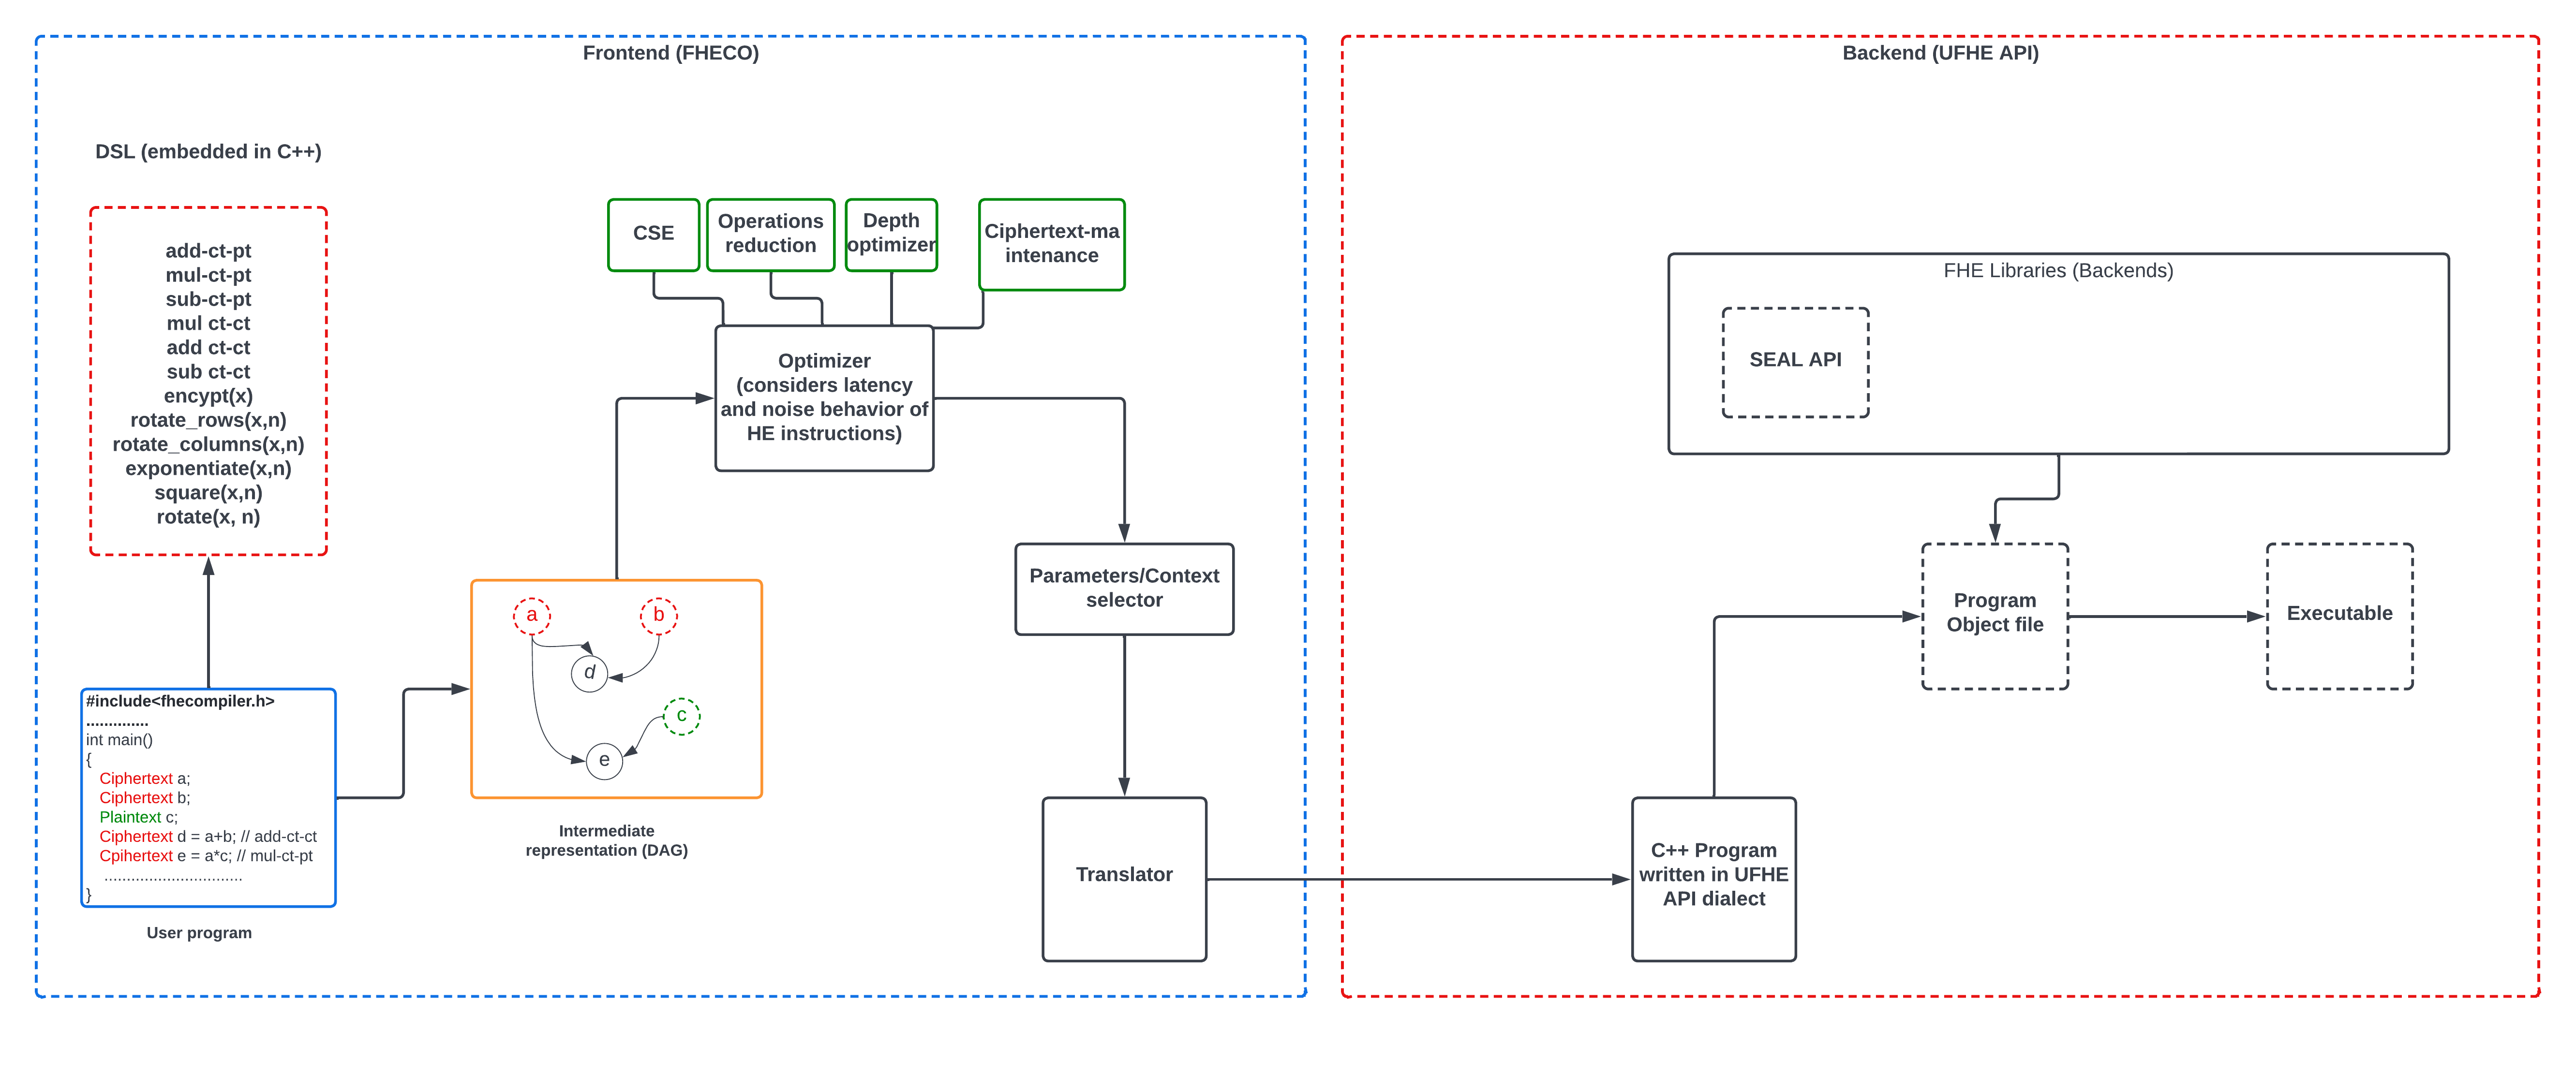 Frontend (FHECO)
DSL (embedded in C++)
add-ct-pt
mul-ct-pt
sub-ct-pt
mul ct-ct
add ct-ct
sub ct-ct
encypt(x)
rotate_rows(x,n)
rotate_columns(x,n)
exponentiate(x,n)
square(x,n)
rotate(x, n)
#include<fhecompiler.h>
..............
int main()
{
Ciphertext a;
Ciphertext b;
Plaintext c;
Ciphertext d = a+b; // add-ct-ct
Cpihertext e = a*c; // mul-ct-pt
...............................
}
User program
a
b
d
c
e
Intermediate
representation (DAG)
CSE
Operations
reduction
Depth
optimizer
Ciphertext-ma
intenance
Optimizer
(considers latency
and noise behavior of
HE instructions)
Parameters/Context
selector
Translator
Backend (UFHE API)
FHE Libraries (Backends)
SEAL API
Program
Object file
Executable
C++ Program
written in UFHE
API dialect